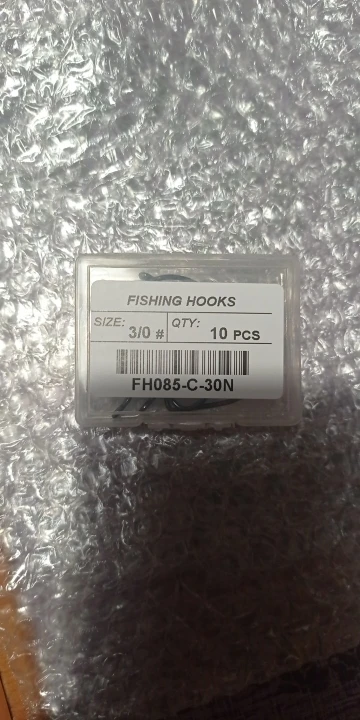 FISHING HOOKS
SIZE: 3/0 # QTY: 10 PCS
FH085-C-30N